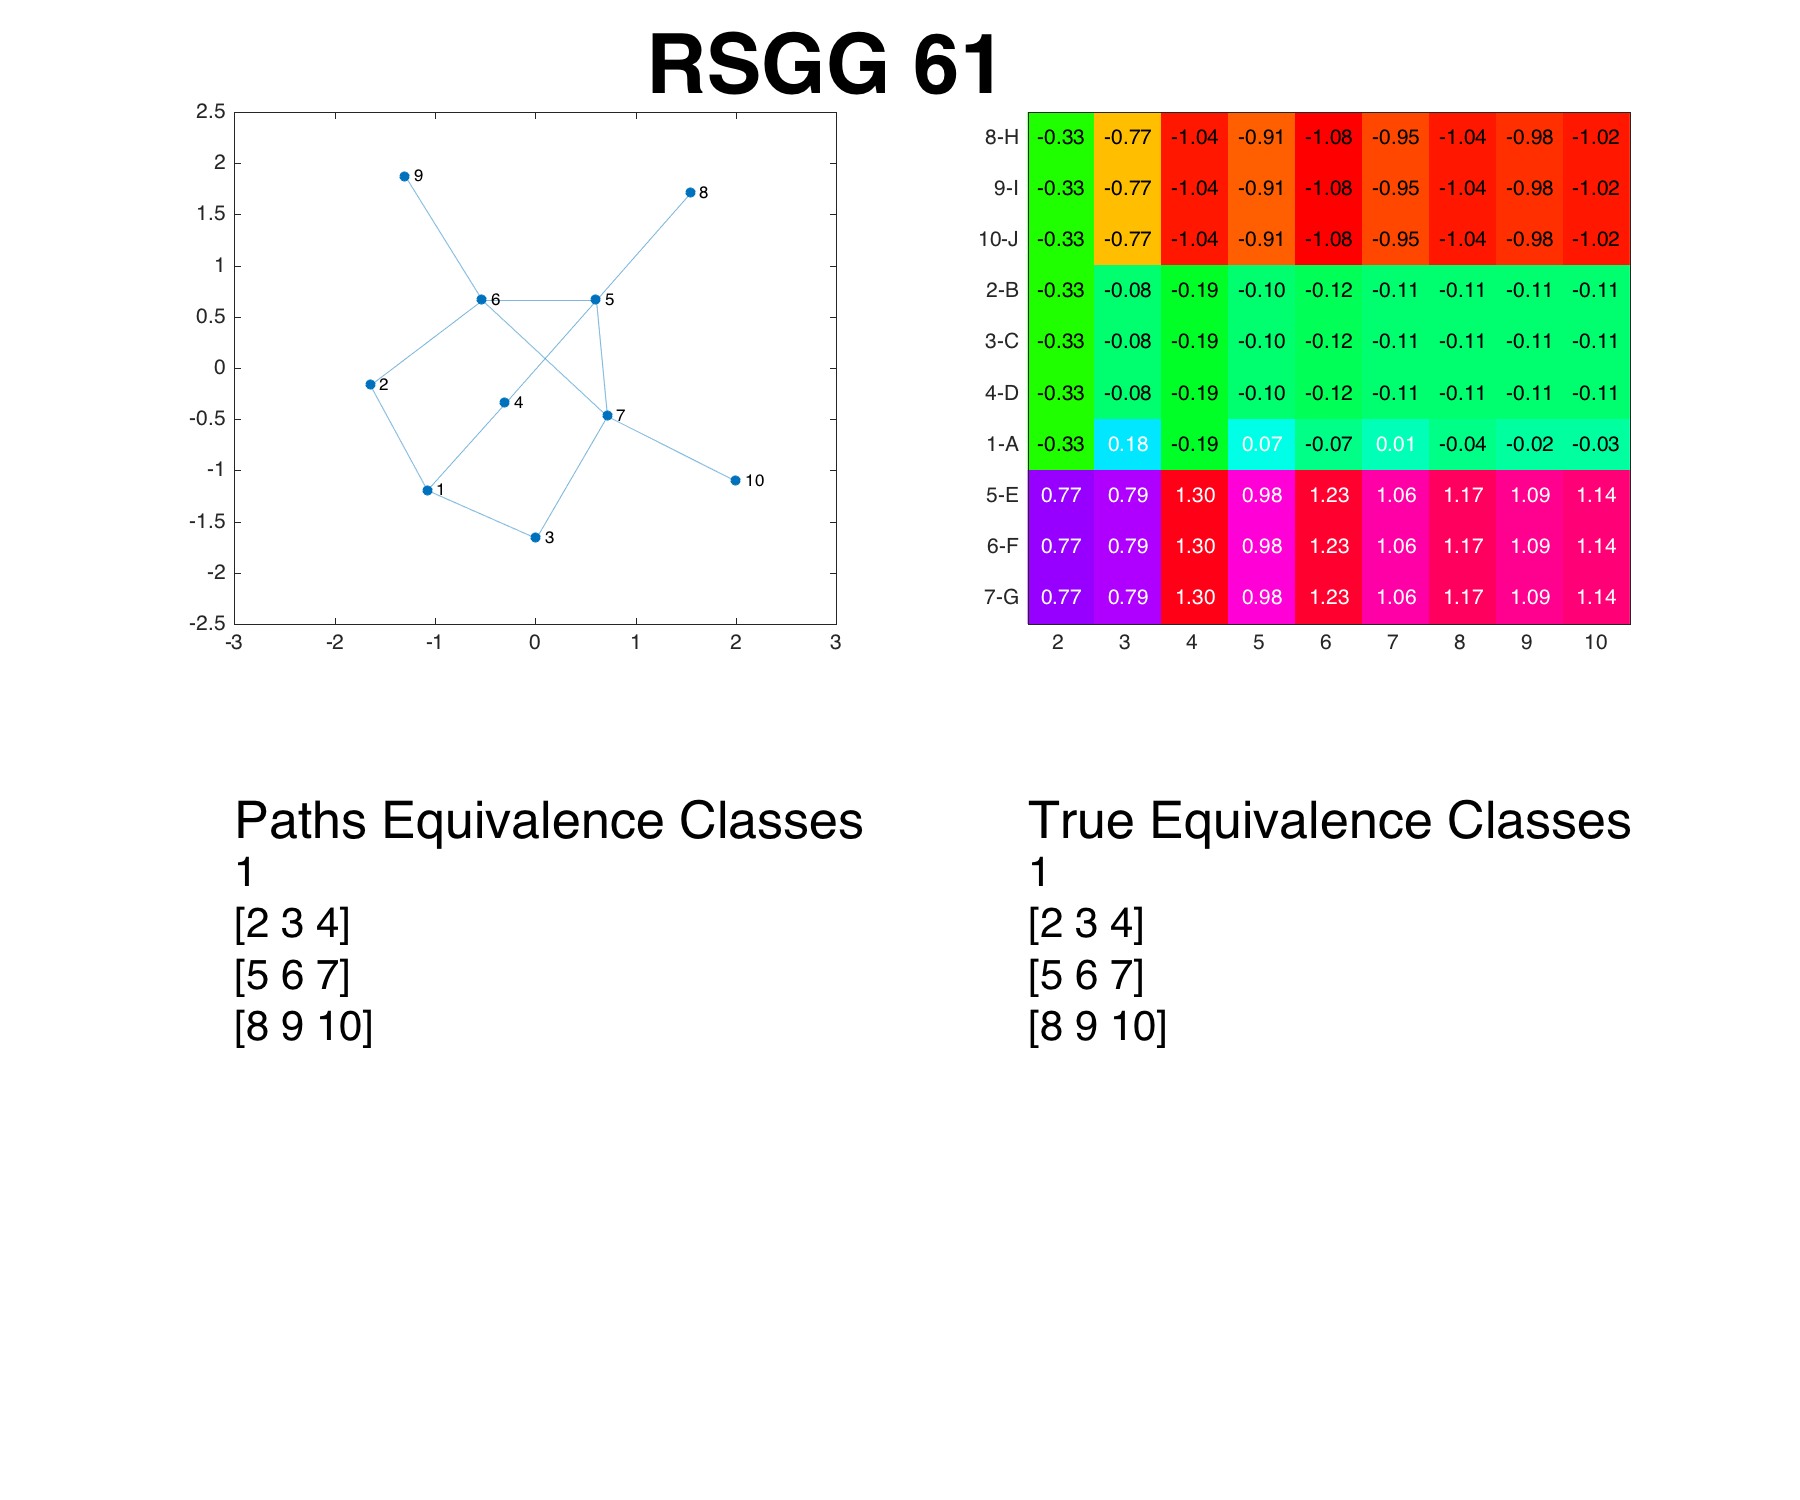 RSGG 61
2.5
2
1.5
1
0.5
0
-0.5
-1
-1.5
-2
-2.5
-3 -2 -1 0 1 2 3
9
8
6
5
2
4
7
1
10
3
8-H -0.33 -0.77 -1.04 -0.91 -1.08 -0.95 -1.04 -0.98 -1.02
9-I -0.33 -0.77 -1.04 -0.91 -1.08 -0.95 -1.04 -0.98 -1.02
10-J -0.33 -0.77 -1.04 -0.91 -1.08 -0.95 -1.04 -0.98 -1.02
2-B -0.33 -0.08 -0.19 -0.10 -0.12 -0.11 -0.11 -0.11 -0.11
3-C -0.33 -0.08 -0.19 -0.10 -0.12 -0.11 -0.11 -0.11 -0.11
4-D -0.33 -0.08 -0.19 -0.10 -0.12 -0.11 -0.11 -0.11 -0.11
1-A -0.33 0.18 -0.19 0.07 -0.07 0.01 -0.04 -0.02 -0.03
5-E 0.77 0.79 1.30 0.98 1.23 1.06 1.17 1.09 1.14
6-F 0.77 0.79 1.30 0.98 1.23 1.06 1.17 1.09 1.14
7-G 0.77 0.79 1.30 0.98 1.23 1.06 1.17 1.09 1.14
2 3 4 5 6 7 8 9 10
Paths Equivalence Classes
1
[2 3 4]
[5 6 7]
[8 9 10]
True Equivalence Classes
1
[2 3 4]
[5 6 7]
[8 9 10]